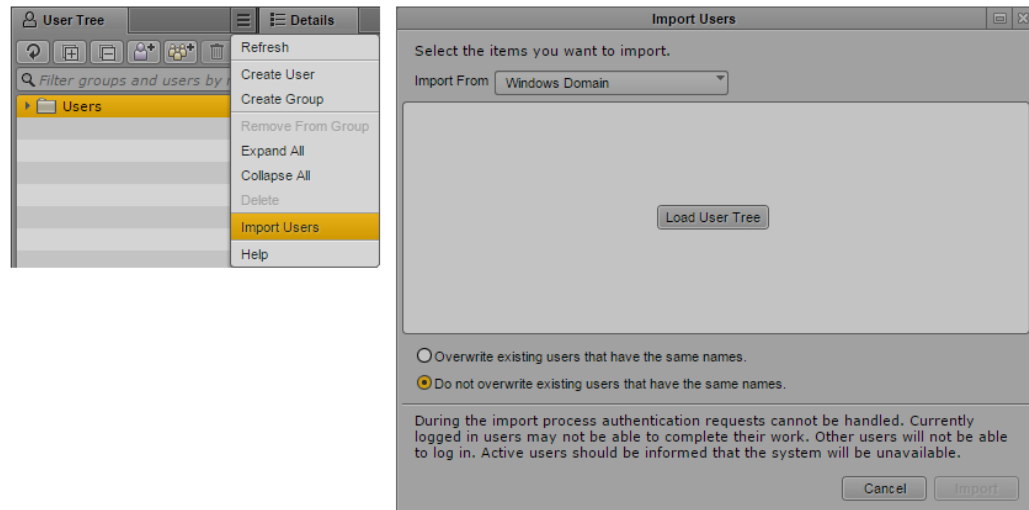 User Tree
Details
Filter groups and users by
Users
Refresh
Create User
Create Group
Remove From Group
Expand All
Collapse All
Delete
Import Users
Help
Import Users
Select the items you want to import.
Import From Windows Domain
Load User Tree
Overwrite existing users that have the same names.
Do not overwrite existing users that have the same names.
During the import process authentication requests cannot be handled. Currently
logged in users may not be able to complete their work. Other users will not be able
to log in. Active users should be informed that the system will be unavailable.
Cancel Import